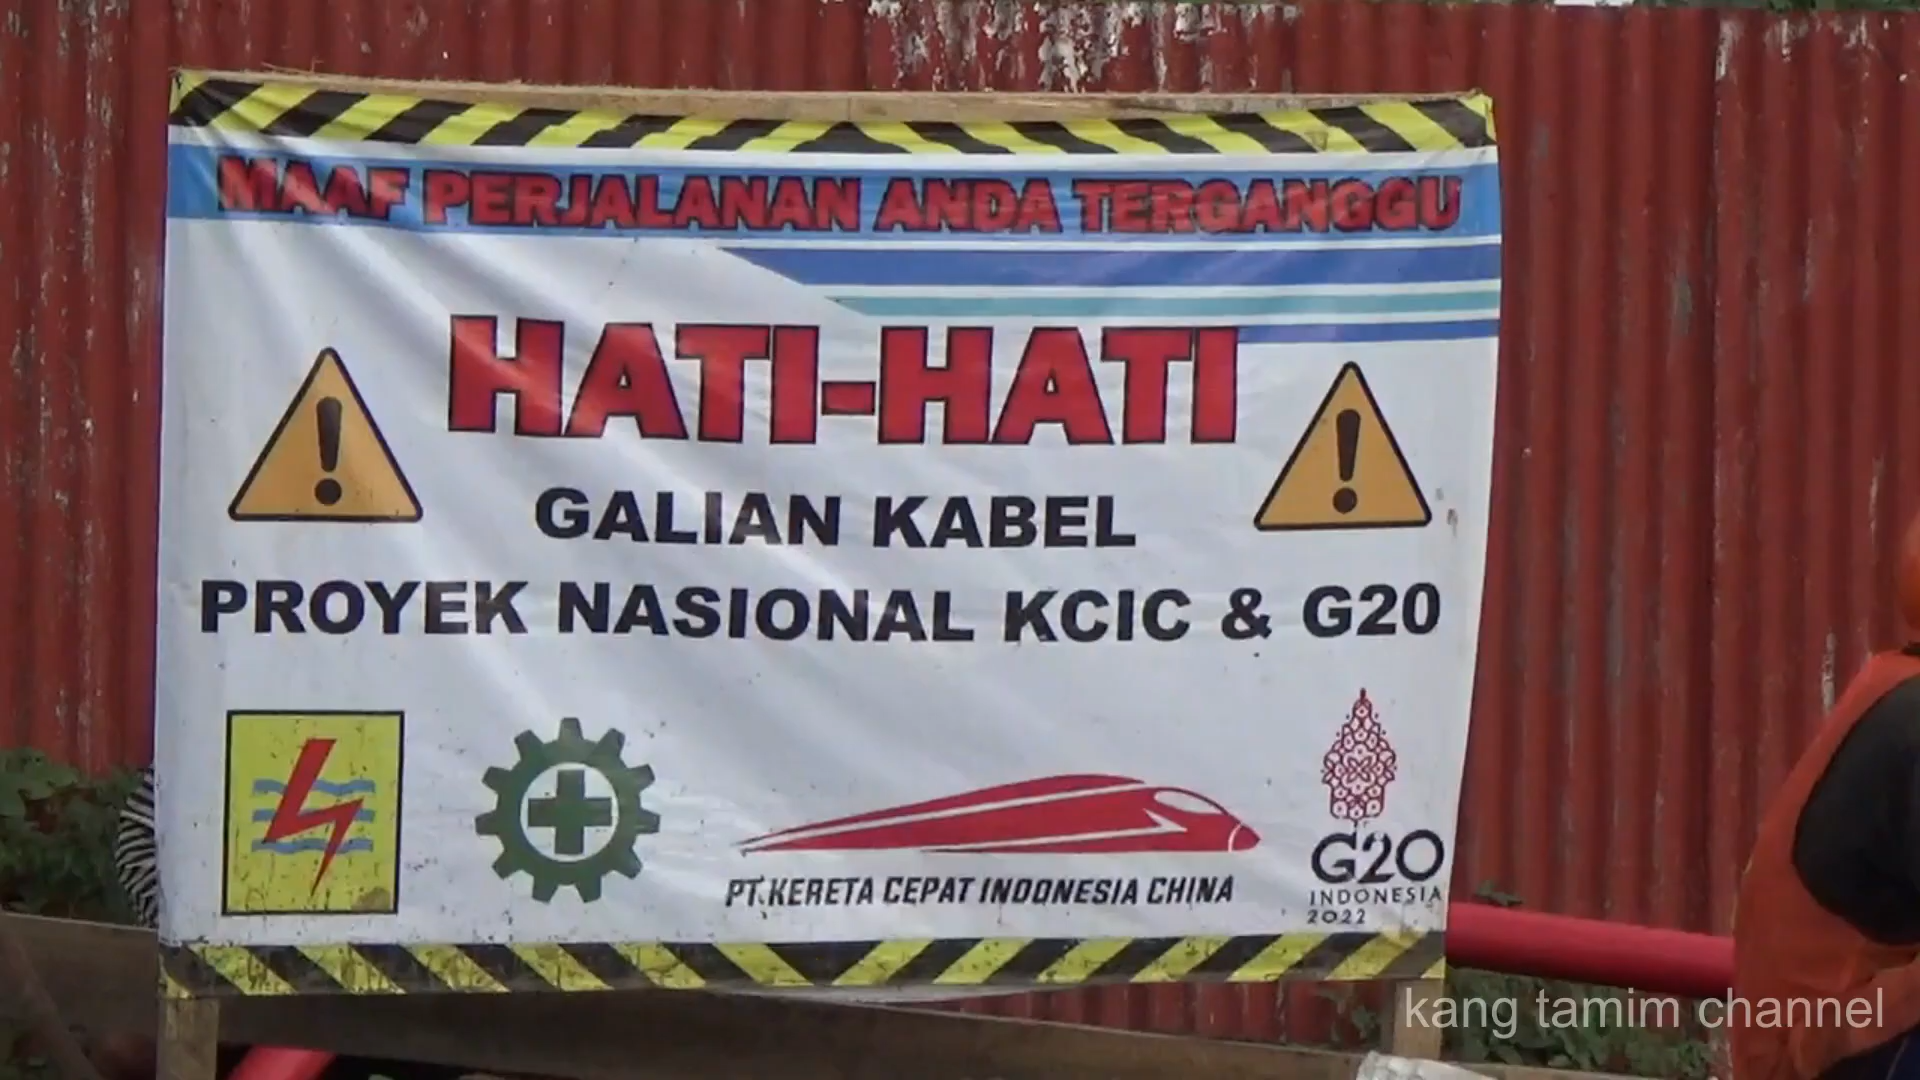 MAAF PERJALANAN ANDA TERGANGGU
HATI-HATI
GALIAN KABEL
PROYEK NASIONAL KCIC & G20
PT.KERETA CEPAT INDONESIA CHINA
G20
INDONESIA
2022
kang tamim channel